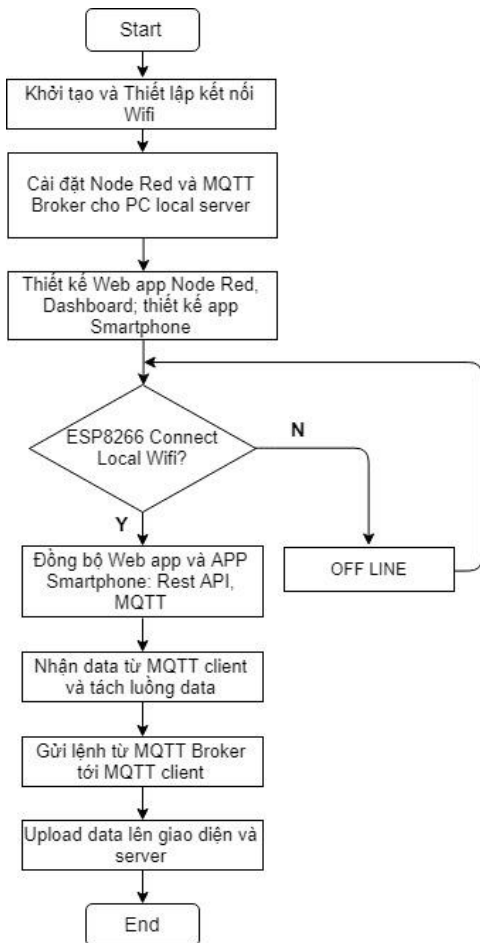 Start
Khởi tạo và Thiết lập kết nối
Wifi
Cài đặt Node Red và MQTT
Broker cho PC local server
Thiết kế Web app Node Red,
Dashboard; thiết kế app
Smartphone
ESP8266 Connect
Local Wifi?
N
Y
OFF LINE
Đồng bộ Web app và APP
Smartphone: Rest API,
MQTT
Nhận data từ MQTT client
và tách luồng data
Gửi lệnh từ MQTT Broker
tới MQTT client
Upload data lên giao diện và
server
End